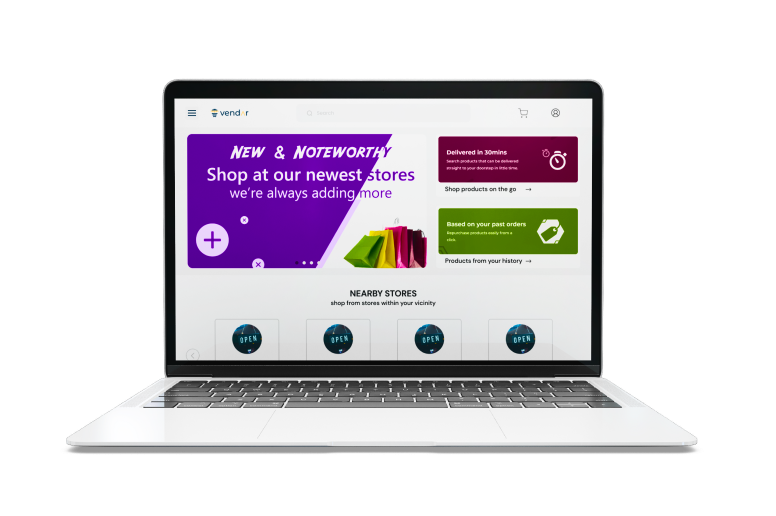 vendor
Search
NEW & NOTEWORTHY
Shop at our newest stores
we're always adding more
Delivered in 30mins
Search products that can be delivered
straight to your doorstep in little time.
Shop products on the go →
Based on your past orders
Repurchase products easily from a
click.
Products from your history →
NEARBY STORES
shop from stores within your vicinity
OPEN
OPEN
OPEN
OPEN